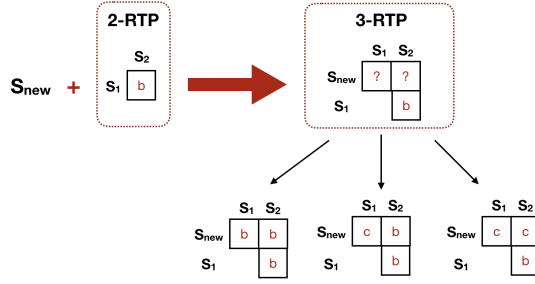 2-RTP
S2
Snew + S1 b
3-RTP
S1 S2
Snew ? ?
S1 b
S1 S2
Snew b b
S1 b
S1 S2
Snew c b
S1 b
S1 S2
Snew c c
S1 b